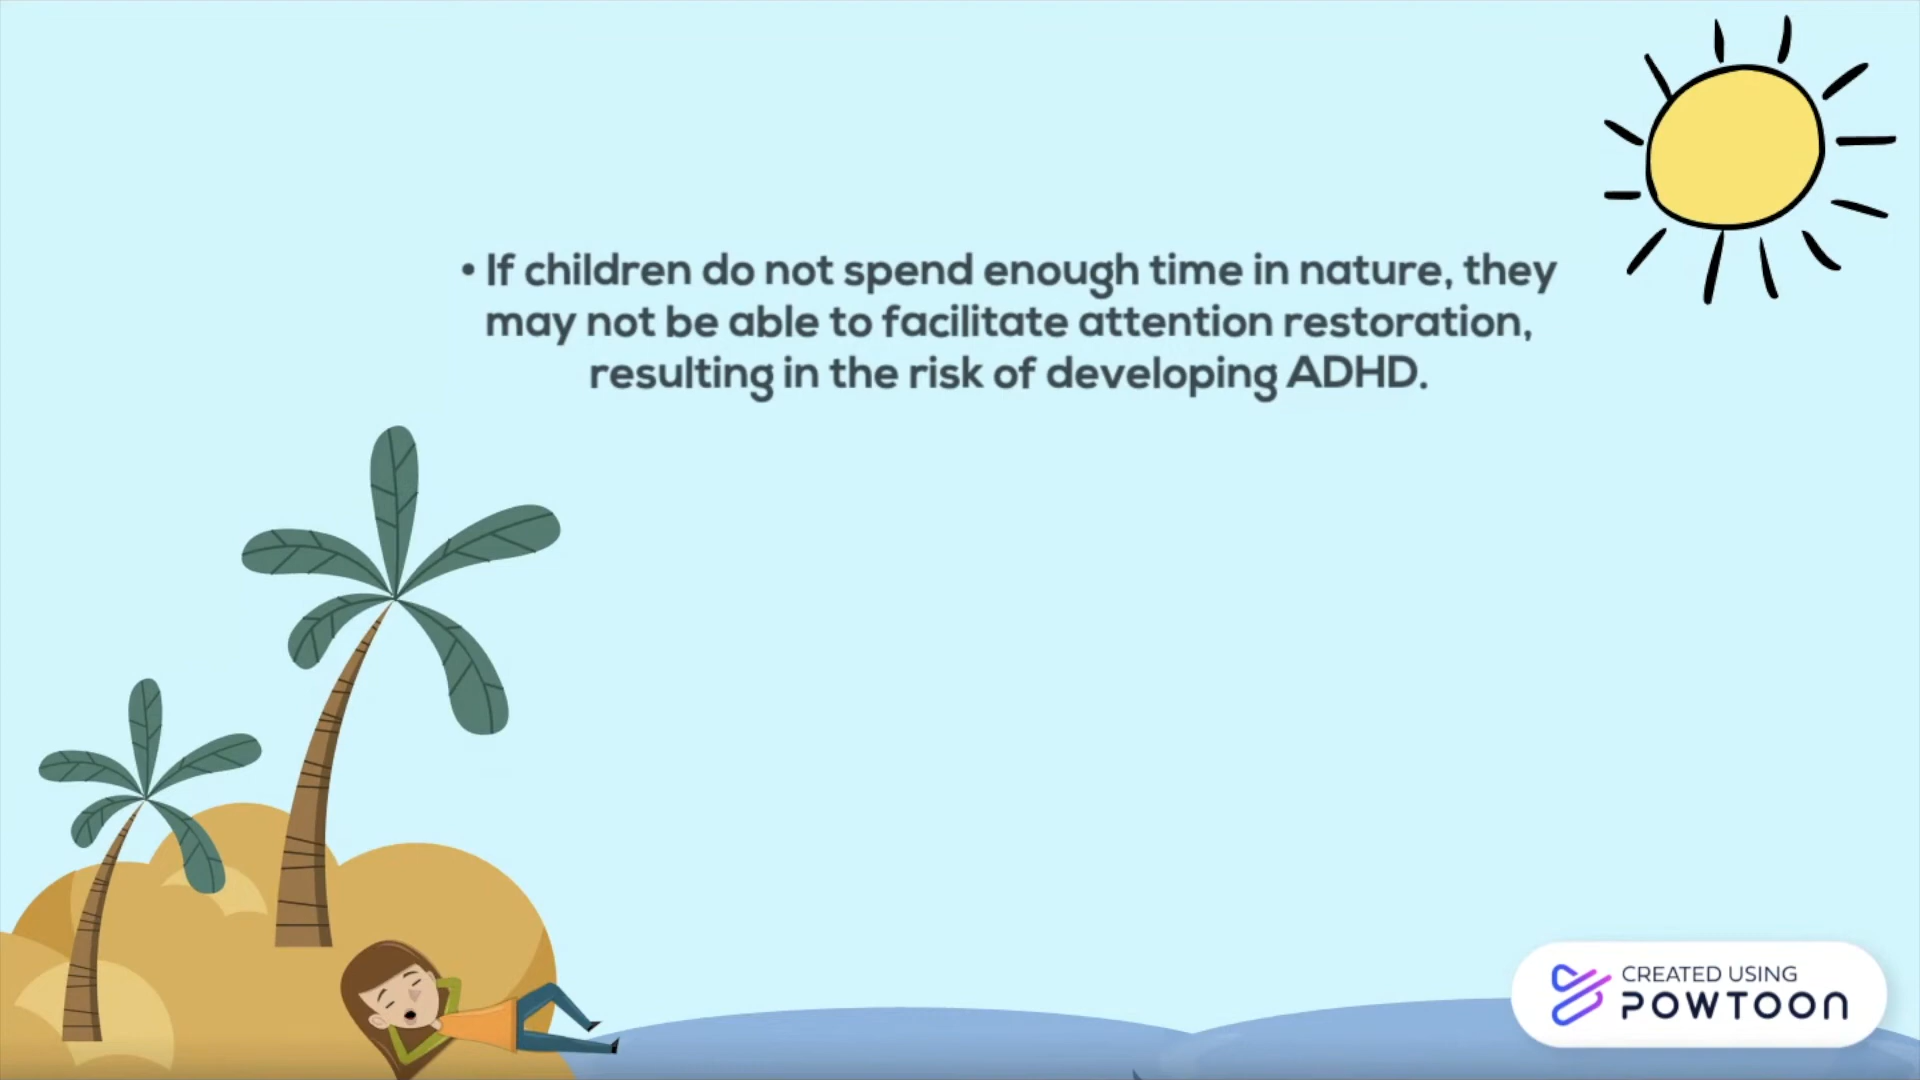 • If children do not spend enough time in nature, they
may not be able to facilitate attention restoration,
resulting in the risk of developing ADHD.
CREATED USING
POWTOON